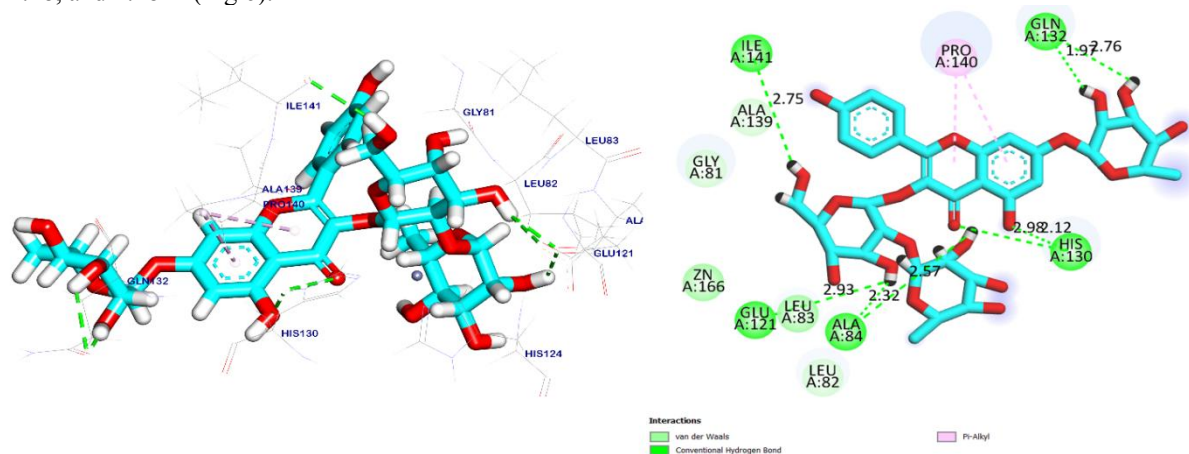 ILE141
GLY81
LEU83
ALA139
PRO140
LEU82
ALA
GLU121
GLN132
HIS130
HIS124
ILE
A:141
PRO
A:140
GLN
A:132
1.97
2.76
2.75
ALA
A:139
GLY
A:81
2.98
2.12
HIS
A:130
ZN
A:166
2.57
2.93
2.32
GLU
A:121
LEU
A:83
ALA
A:84
LEU
A:82
Interactions
van der Waals
Conventional Hydrogen Bond
Pi-Alkyl